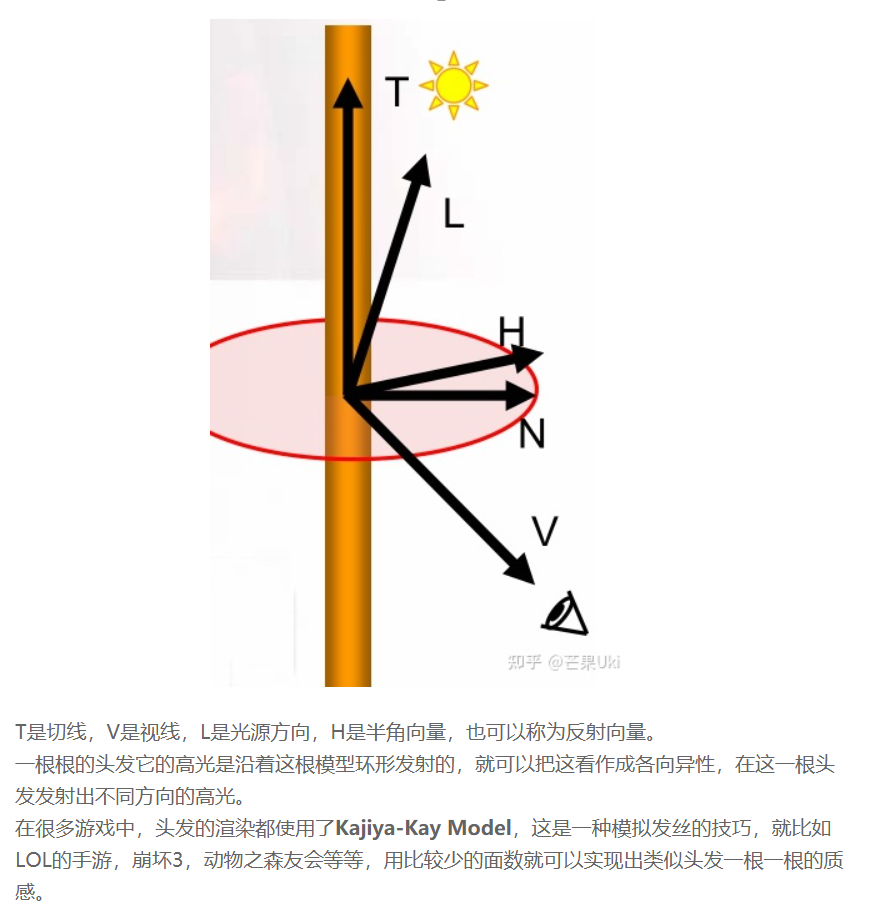 T
L
H
N
V
知乎 @芒果Uki
T是切线，V是视线，L是光源方向，H是半角向量，也可以称为反射向量。
一根根的头发它的高光是沿着这根模型环形发射的，就可以把这看作成各向异性，在这一根头
发发射出不同方向的高光。
在很多游戏中，头发的渲染都使用了Kajiya-Kay Model，这是一种模拟发丝的技巧，就比如
LOL的手游，崩坏3，动物之森友会等等，用比较少的面数就可以实现出类似头发一根一根的质
感。